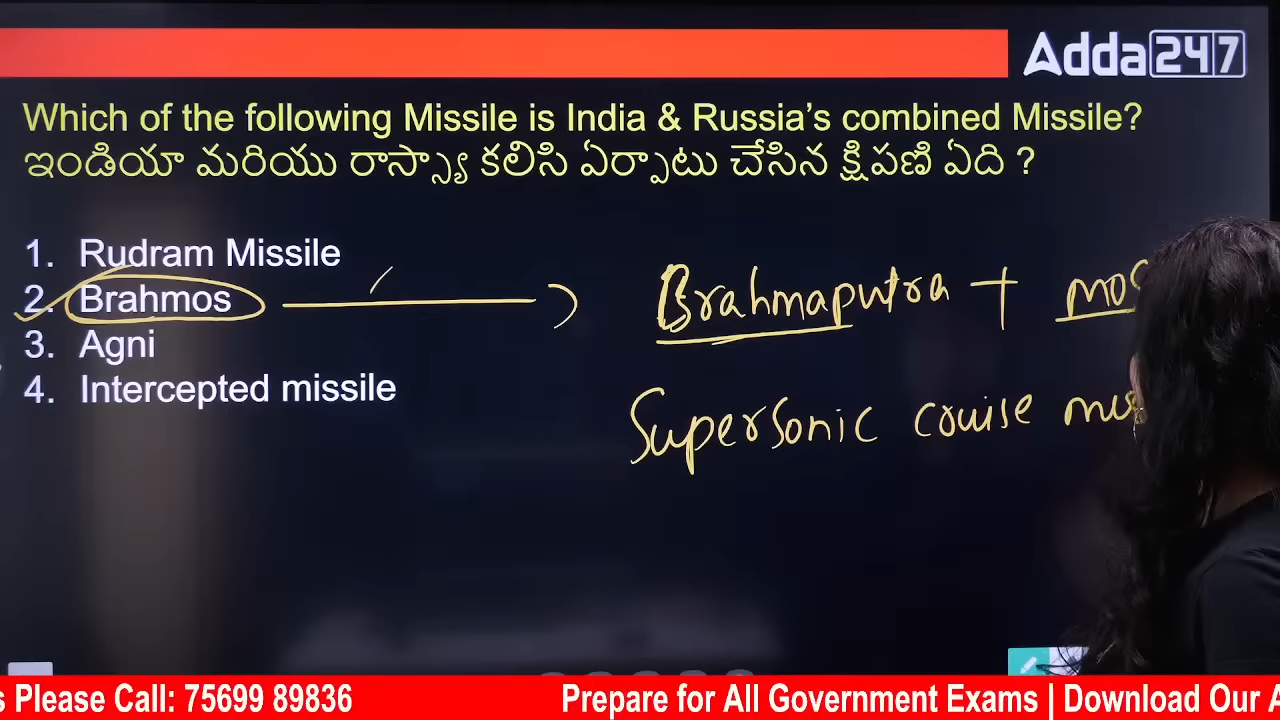 Adda247
Which of the following Missile is India & Russia's combined Missile?
ఇండియా మరియు రాస్స్యా కలిసి ఏర్పాటు చేసిన క్షిపణి ఏది ?
1. Rudram Missile
2. Brahmos
3. Agni
4. Intercepted missile
Brahmaputra +
Supersonic couise
s Please Call: 75699 89836 Prepare for All Government Exams | Download Our A